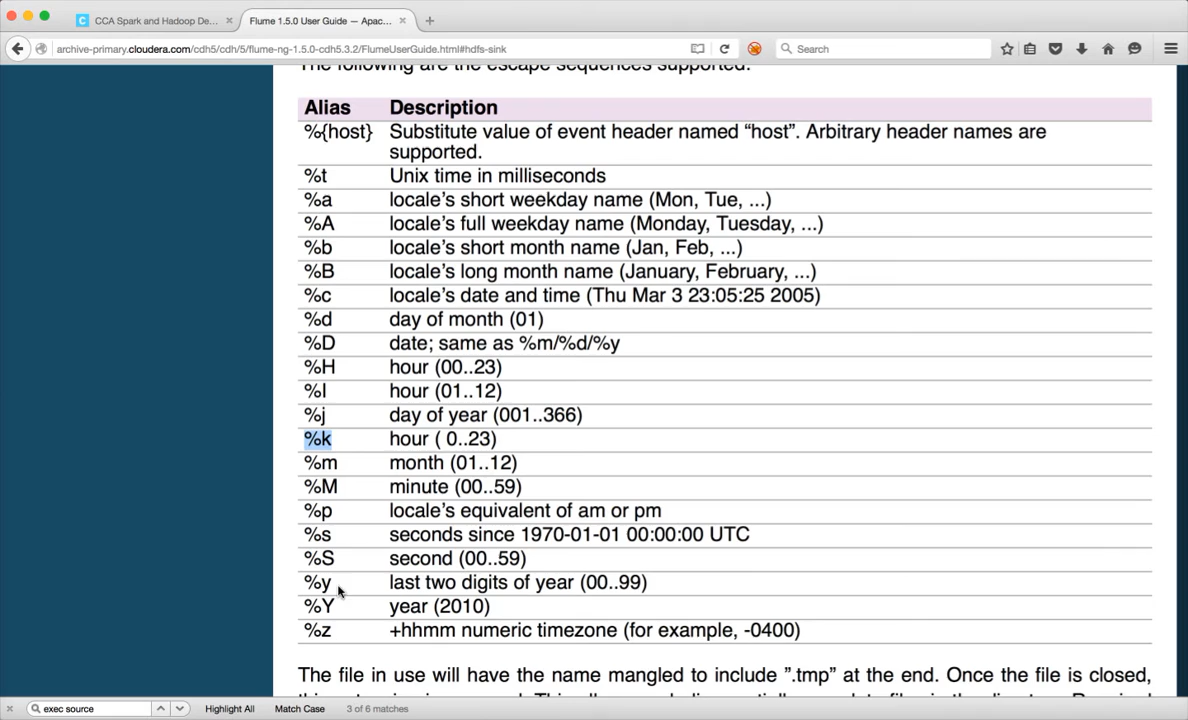 CCA Spark and Hadoop De...
Flume 1.5.0 User Guide — Apac...
archive-primary.cloudera.com/cdh5/cdh/5/flume-ng-1.5.0-cdh5.3.2/FlumeUserGuide.html#hdfs-sink
Search
The following are the escape sequences supported:
Alias Description
%{host} Substitute value of event header named “host”. Arbitrary header names are
supported.
%t Unix time in milliseconds
%a locale’s short weekday name (Mon, Tue, ...)
%A locale’s full weekday name (Monday, Tuesday, ...)
%b locale’s short month name (Jan, Feb, ...)
%B locale’s long month name (January, February, ...)
%c locale’s date and time (Thu Mar 3 23:05:25 2005)
%d day of month (01)
%D date; same as %m/%d/%y
%H hour (00..23)
%I hour (01..12)
%j day of year (001..366)
%k hour ( 0..23)
%m month (01..12)
%M minute (00..59)
%p locale’s equivalent of am or pm
%s seconds since 1970-01-01 00:00:00 UTC
%S second (00..59)
%y last two digits of year (00..99)
%Y year (2010)
%z +hhmm numeric timezone (for example, -0400)
The file in use will have the name mangled to include ”.tmp” at the end. Once the file is closed,
exec source
Highlight All
Match Case
3 of 6 matches